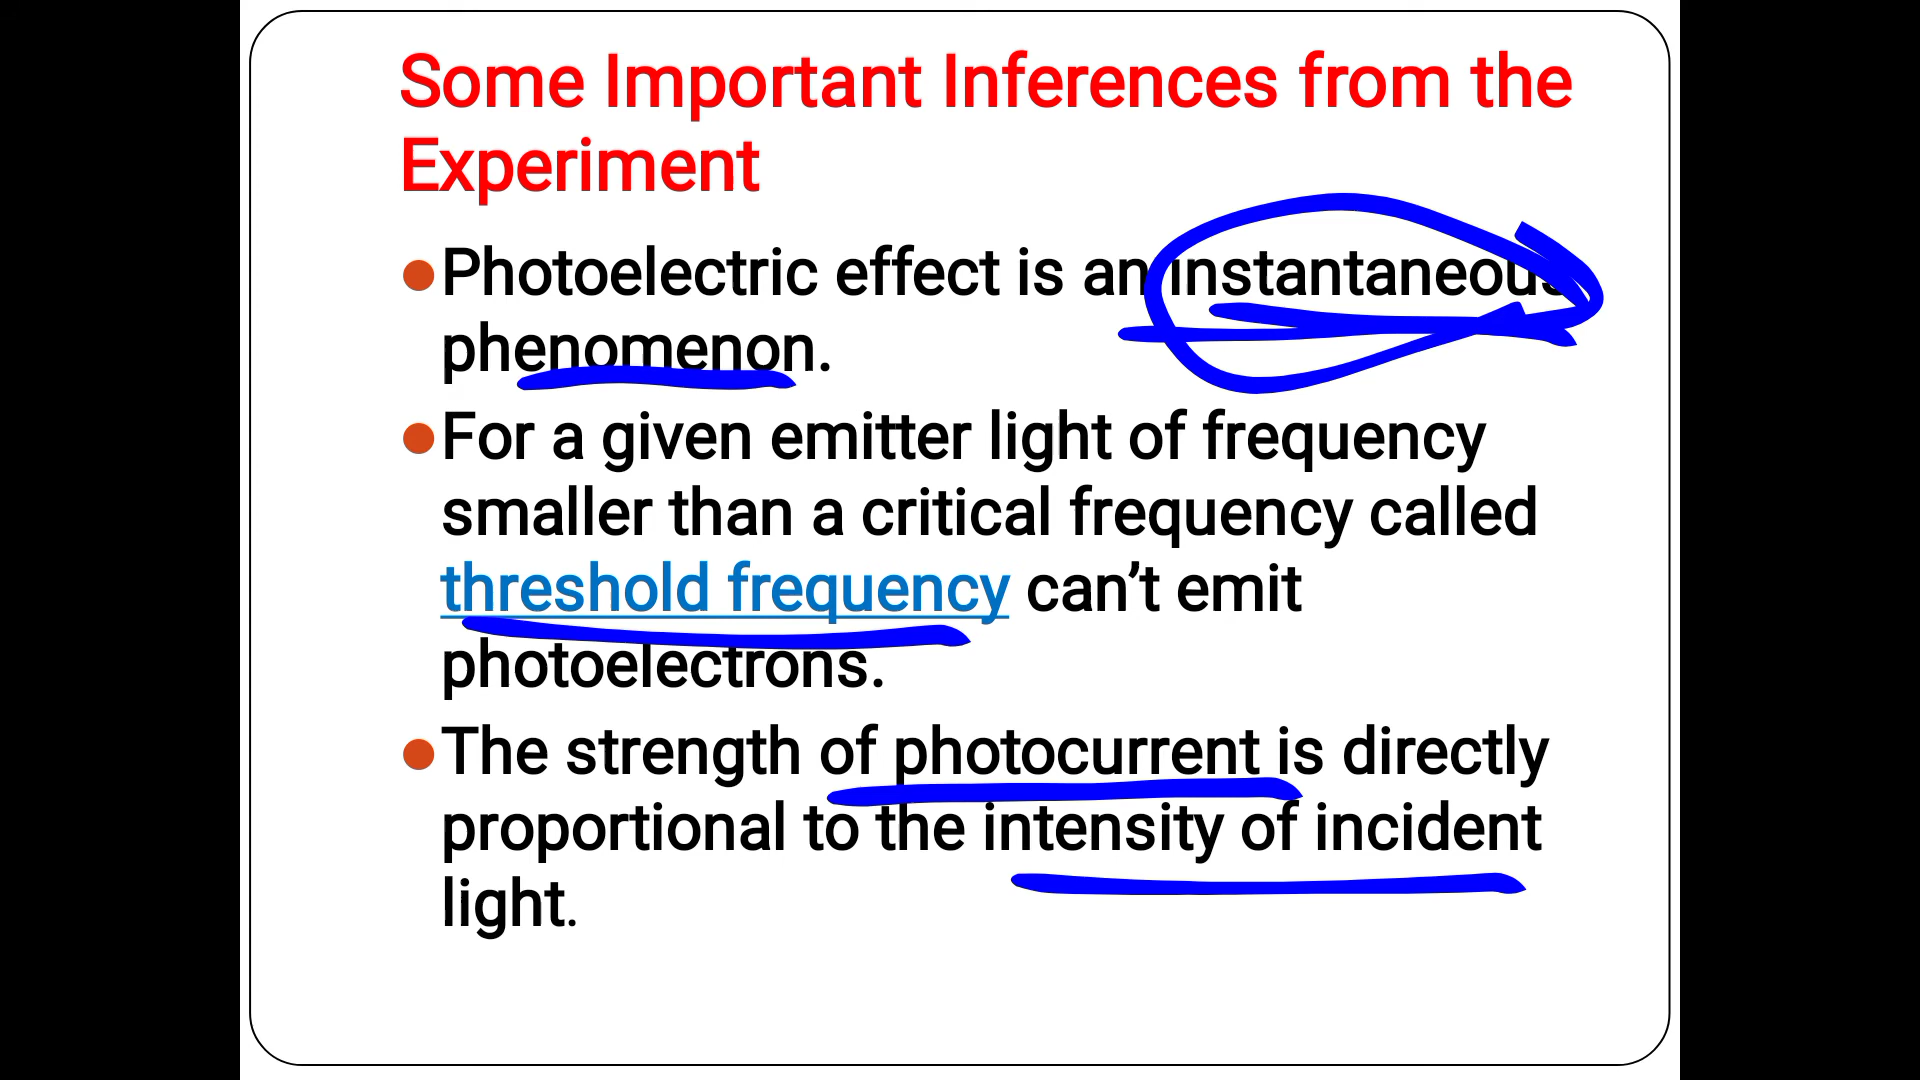 Some Important Inferences from the
Experiment
●Photoelectric effect is an instantaneous
phenomenon.
●For a given emitter light of frequency
smaller than a critical frequency called
threshold frequency can’t emit
photoelectrons.
●The strength of photocurrent is directly
proportional to the intensity of incident
light.